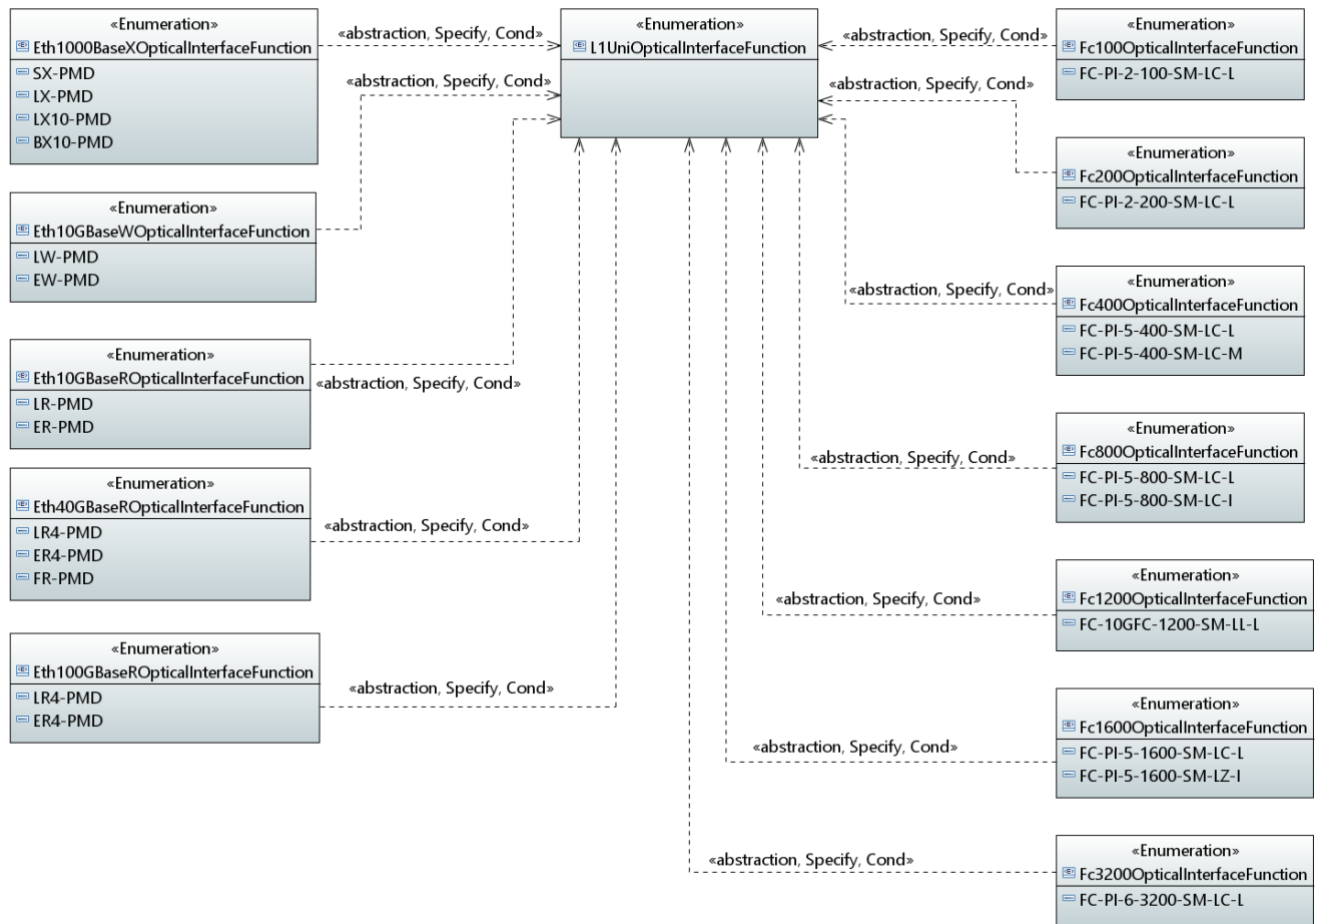 «Enumeration»
Eth1000BaseXOpticalInterfaceFunction
SX-PMD
LX-PMD
LX10-PMD
BX10-PMD
«abstraction, Specify, Cond»
«Enumeration»
L1UniOpticalInterfaceFunction
«abstraction, Specify, Cond»
«Enumeration»
Fc100OpticalInterfaceFunction
FC-PI-2-100-SM-LC-L
«abstraction, Specify, Cond»
«abstraction, Specify, Cond»
«Enumeration»
Fc200OpticalInterfaceFunction
FC-PI-2-200-SM-LC-L
«Enumeration»
Eth10GBaseWOpticalInterfaceFunction
LW-PMD
EW-PMD
«abstraction, Specify, Cond»
«Enumeration»
Fc400OpticalInterfaceFunction
FC-PI-5-400-SM-LC-L
FC-PI-5-400-SM-LC-M
«Enumeration»
Eth10GBaseROpticalInterfaceFunction
LR-PMD
ER-PMD
«abstraction, Specify, Cond»
«Enumeration»
Fc800OpticalInterfaceFunction
FC-PI-5-800-SM-LC-L
FC-PI-5-800-SM-LC-I
«abstraction, Specify, Cond»
«Enumeration»
Eth40GBaseROpticalInterfaceFunction
LR4-PMD
ER4-PMD
FR-PMD
«abstraction, Specify, Cond»
«abstraction, Specify, Cond»
«Enumeration»
Fc1200OpticalInterfaceFunction
FC-10GFC-1200-SM-LL-L
«Enumeration»
Eth100GBaseROpticalInterfaceFunction
LR4-PMD
ER4-PMD
«abstraction, Specify, Cond»
«abstraction, Specify, Cond»
«Enumeration»
Fc1600OpticalInterfaceFunction
FC-PI-5-1600-SM-LC-L
FC-PI-5-1600-SM-LZ-I
«abstraction, Specify, Cond»
«Enumeration»
Fc3200OpticalInterfaceFunction
FC-PI-6-3200-SM-LC-L